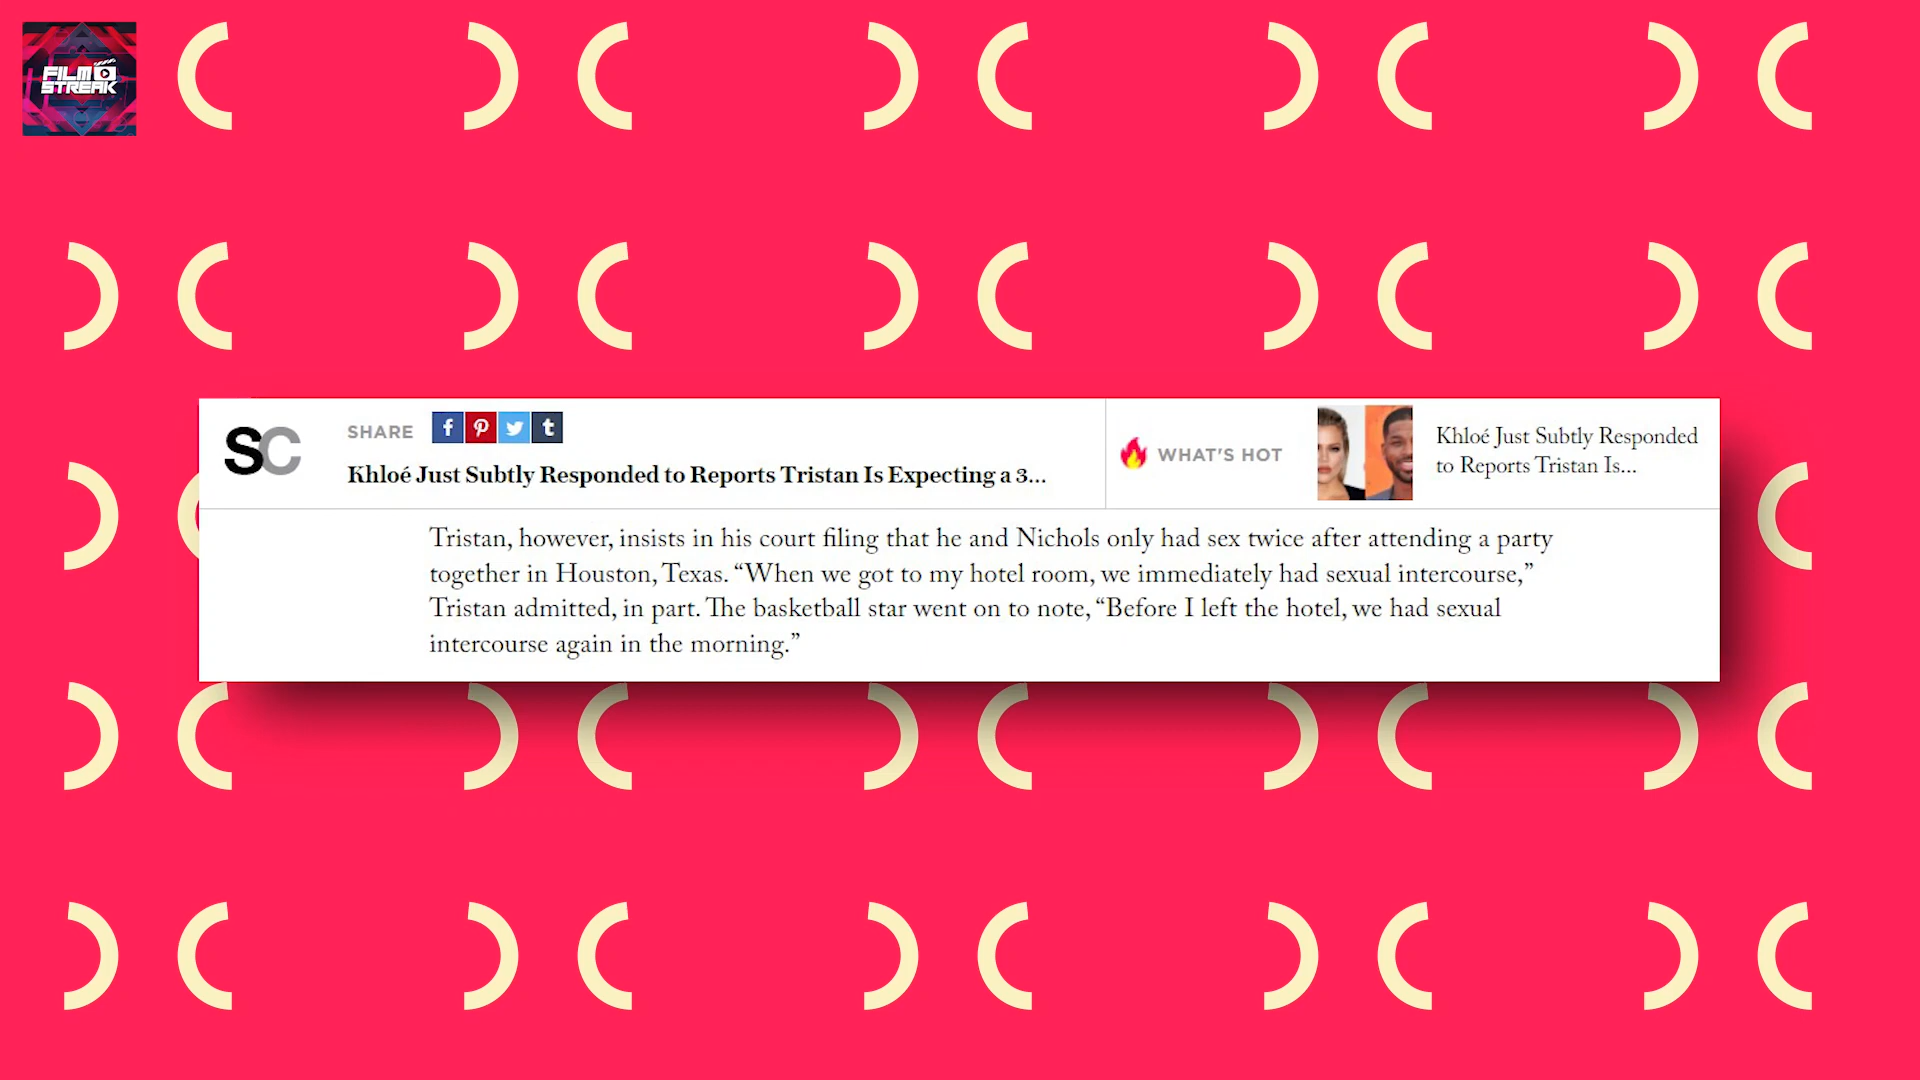 FILM
STREAK
SC
SHARE
Khloé Just Subtly Responded to Reports Tristan Is Expecting a 3...
WHAT'S HOT
Khloé Just Subtly Responded
to Reports Tristan Is...
Tristan, however, insists in his court filing that he and Nichols only had sex twice after attending a party
together in Houston, Texas. “When we got to my hotel room, we immediately had sexual intercourse,”
Tristan admitted, in part. The basketball star went on to note, “Before I left the hotel, we had sexual
intercourse again in the morning.”